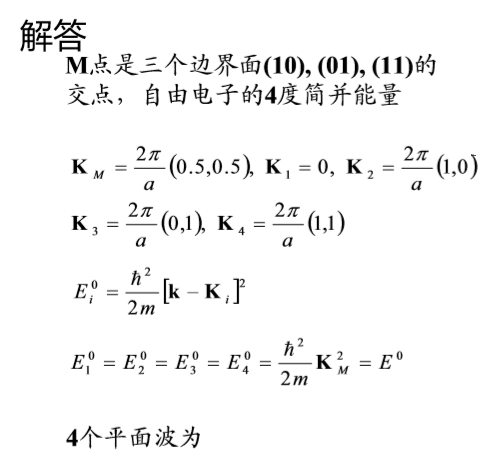 解答
M点是三个边界面(10), (01), (11)的
交点，自由电子的4度简并能量
K_M = 2π/a (0.5,0.5), K_1 = 0, K_2 = 2π/a (1,0)
K_3 = 2π/a (0,1), K_4 = 2π/a (1,1)
E_i^0 = ħ^2/2m [k − K_i]^2
E_1^0 = E_2^0 = E_3^0 = E_4^0 = ħ^2/2m K_M^2 = E^0
4个平面波为